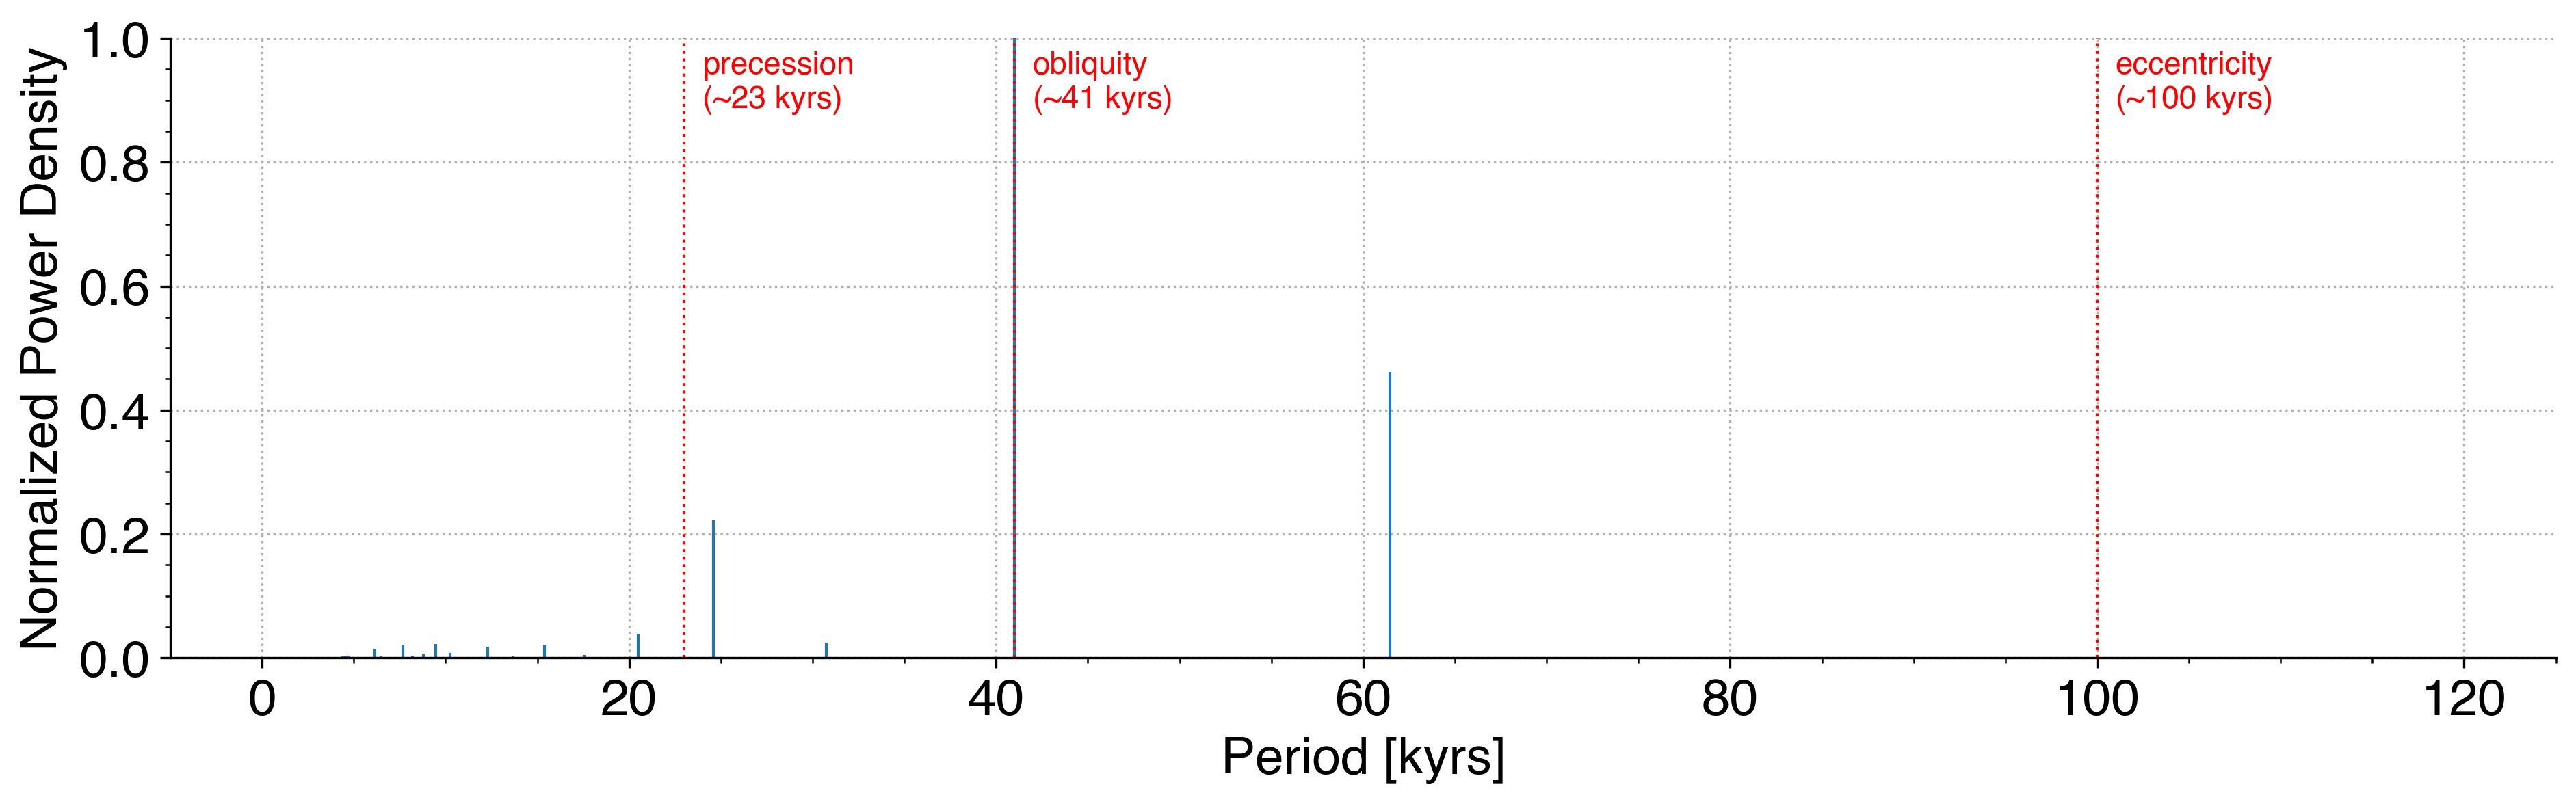 Normalized Power Density
1.0
0.8
0.6
0.4
0.2
0.0
precession
(~23 kyrs)
obliquity
(~41 kyrs)
eccentricity
(~100 kyrs)
0 20 40 60 80 100 120
Period [kyrs]